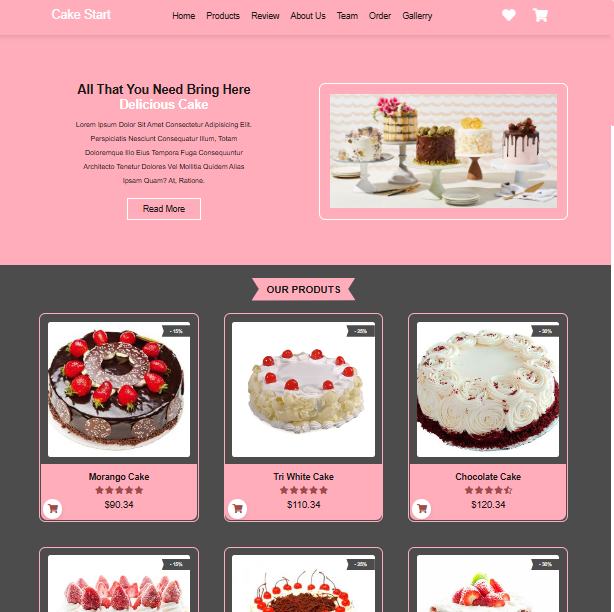 Cake Start
Home Products Review About Us Team Order Gallerry
All That You Need Bring Here
Delicious Cake
Lorem Ipsum Dolor Sit Amet Consectetur Adipisicing Elit.
Perspiciatis Nesciunt Consequatur Illum, Totam
Doloremque Illo Eius Tempora Fuga Consequuntur
Architecto Tenetur Dolores Vel Mollitia Quidem Alias
Ipsam Quam? At, Ratione.
Read More
OUR PRODUTS
- 15% - 25% - 30%
Morango Cake Tri White Cake Chocolate Cake
$90.34 $110.34 $120.34
- 15% - 25% - 30%